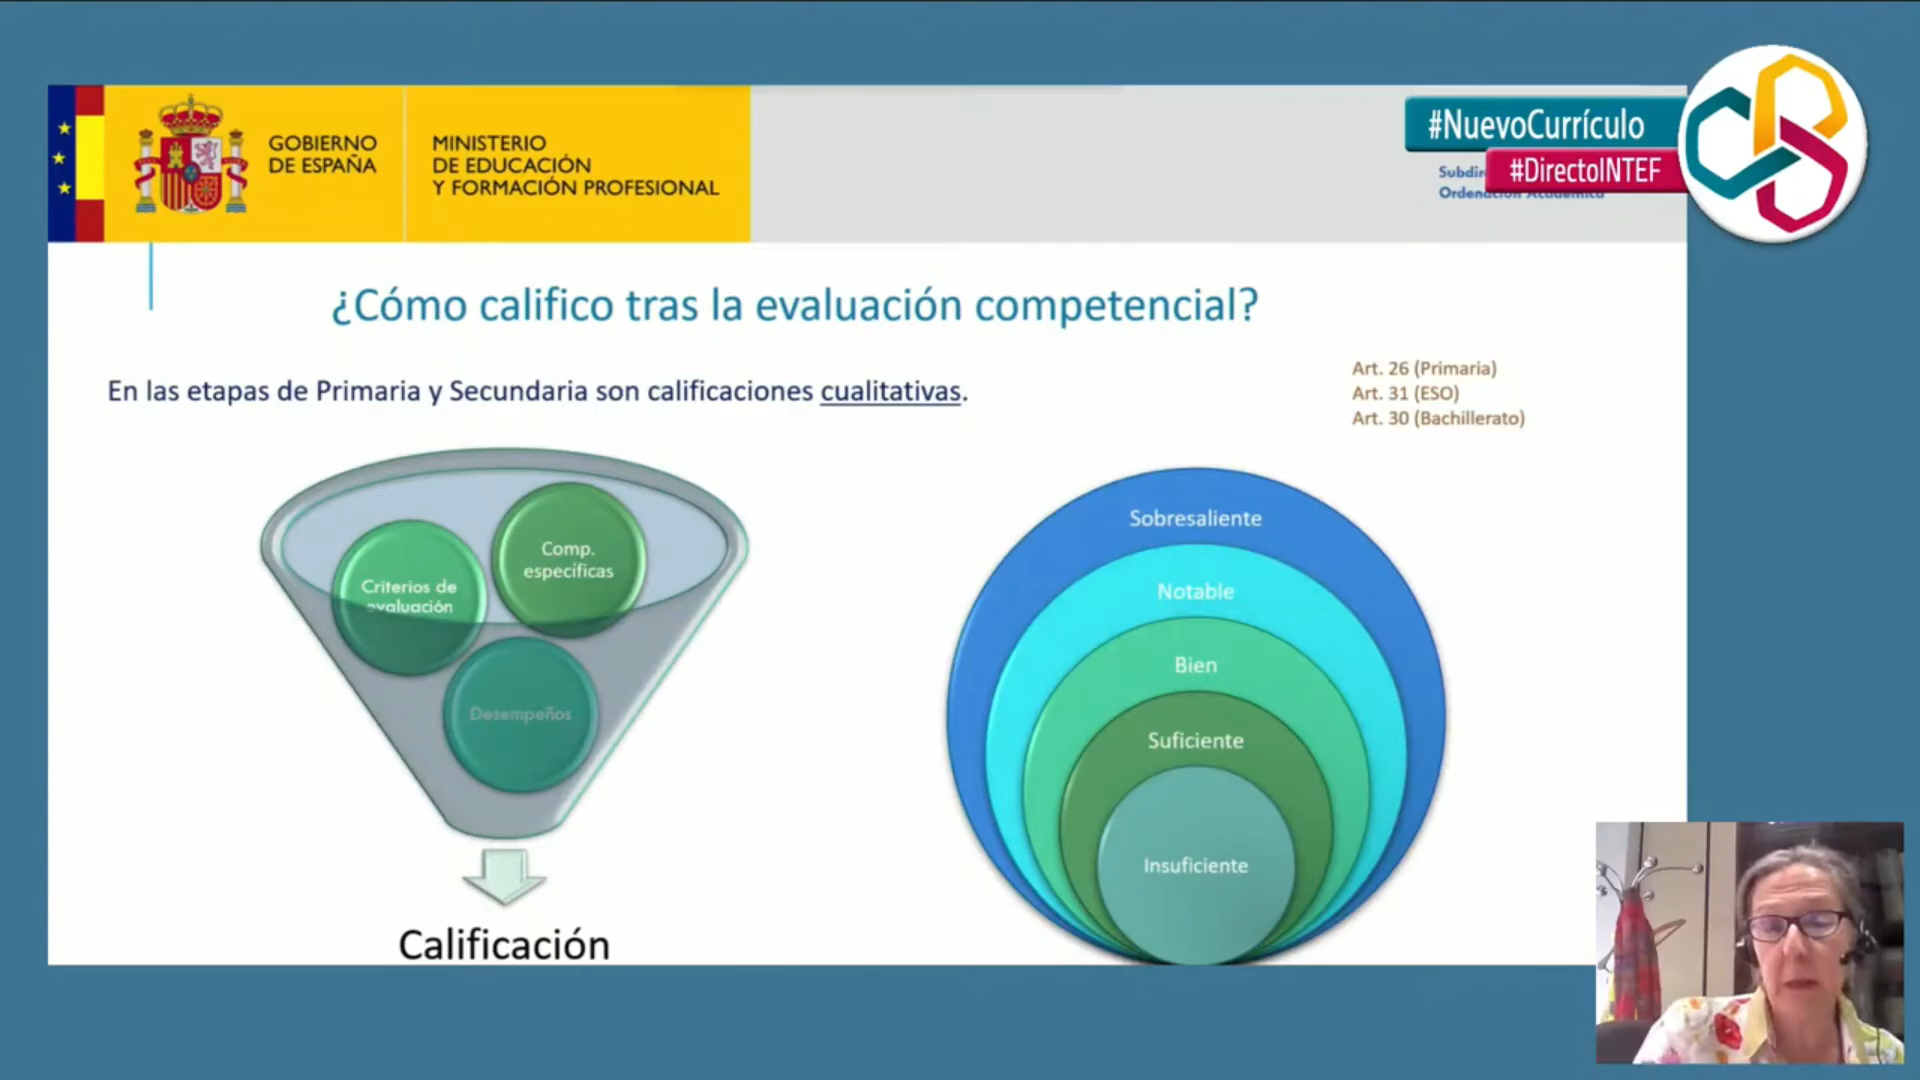 GOBIERNO
DE ESPAÑA
MINISTERIO
DE EDUCACIÓN
Y FORMACIÓN PROFESIONAL
#NuevoCurrículo
#DirectoINTEF
Ordenación Académica
¿Cómo califico tras la evaluación competencial?
En las etapas de Primaria y Secundaria son calificaciones cualitativas.
Art. 26 (Primaria)
Art. 31 (ESO)
Art. 30 (Bachillerato)
Comp.
específicas
Criterios de
evaluación
Desempeños
Calificación
Sobresaliente
Notable
Bien
Suficiente
Insuficiente